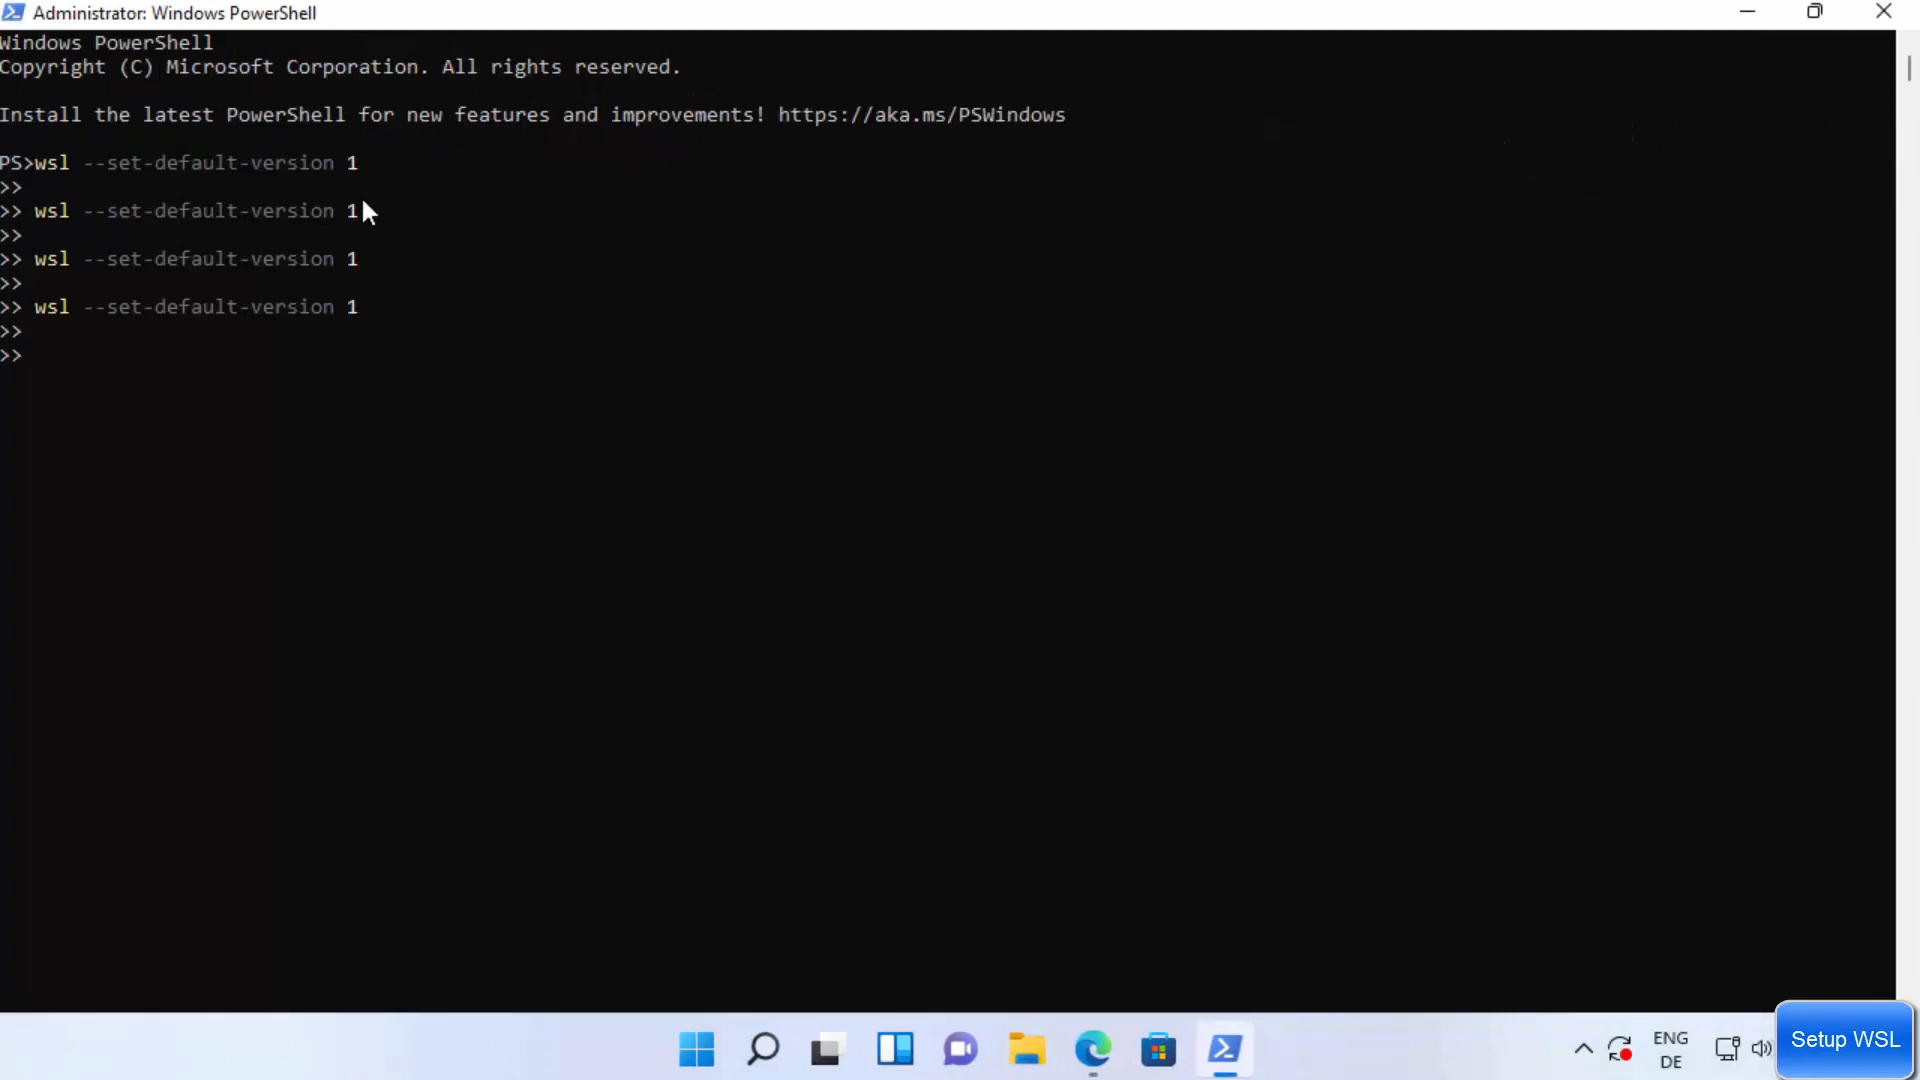 Administrator: Windows PowerShell
Windows PowerShell
Copyright (C) Microsoft Corporation. All rights reserved.
Install the latest PowerShell for new features and improvements! https://aka.ms/PSWindows
PS>wsl --set-default-version 1
>>
>> wsl --set-default-version 1
>>
>> wsl --set-default-version 1
>>
>> wsl --set-default-version 1
>>
>>
ENG
DE
Setup WSL